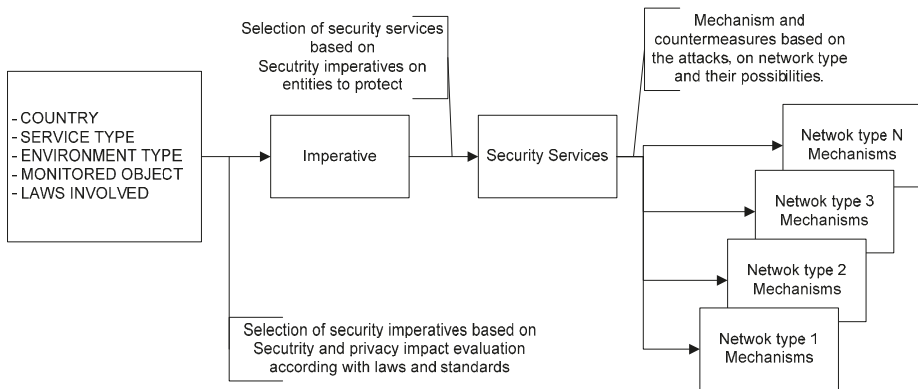 Selection of security services
based on
Secutrity imperatives on
entities to protect
Mechanism and
countermeasures based on
the attacks, on network type
and their possibilities.
- COUNTRY
- SERVICE TYPE
- ENVIRONMENT TYPE
- MONITORED OBJECT
- LAWS INVOLVED
Imperative
Security Services
Netwok type N
Mechanisms
Netwok type 3
Mechanisms
Netwok type 2
Mechanisms
Netwok type 1
Mechanisms
Selection of security imperatives based on
Secutrity and privacy impact evaluation
according with laws and standards